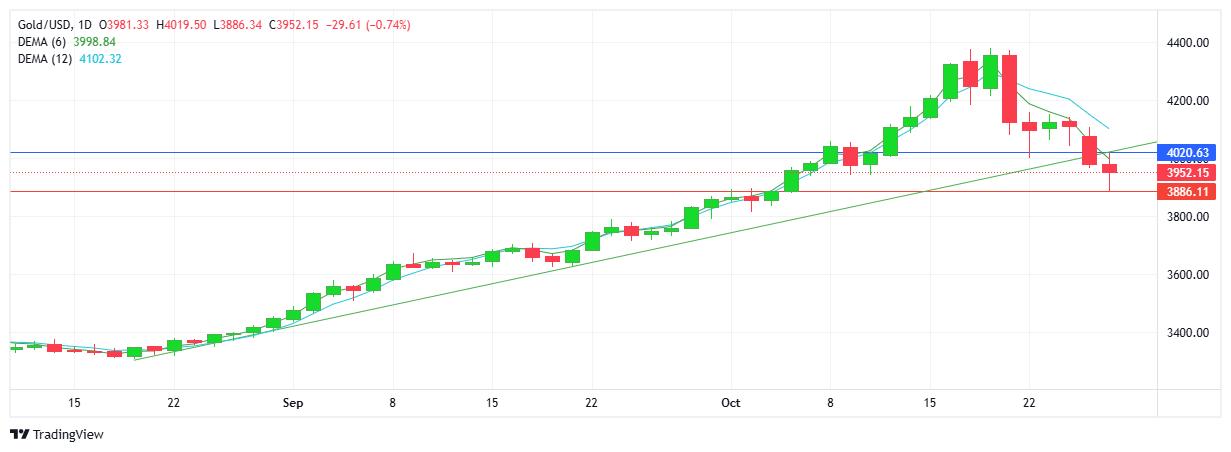 Gold/USD, 1D O3981.33 H4019.50 L3886.34 C3952.15 −29.61 (−0.74%)
DEMA (6) 3998.84
DEMA (12) 4102.32
4400.00
4200.00
4020.63
4000.00
3952.15
3886.11
3800.00
3600.00
3400.00
15 22 Sep 8 15 22 Oct 8 15 22
TradingView